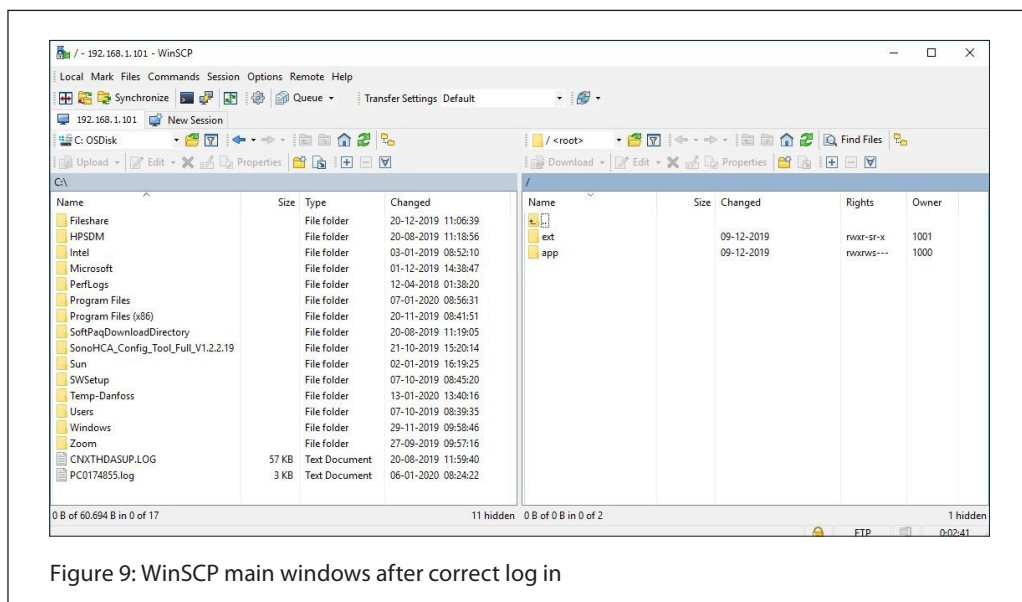 / - 192.168.1.101 - WinSCP
Local Mark Files Commands Session Options Remote Help
Synchronize Queue Transfer Settings Default
192.168.1.101 New Session
C: OSDisk / <root> Find Files
Upload Edit Properties Download Edit Properties
C:\ /
Name Size Type Changed Name Size Changed Rights Owner
Fileshare File folder 20-12-2019 11:06:39 ..
HPSDM File folder 20-08-2019 11:18:56 ext 09-12-2019 rwxr-sr-x 1001
Intel File folder 03-01-2019 08:52:10 app 09-12-2019 rwxrws--- 1000
Microsoft File folder 01-12-2019 14:38:47
PerfLogs File folder 12-04-2018 01:38:20
Program Files File folder 07-01-2020 08:56:31
Program Files (x86) File folder 20-11-2019 08:41:51
SoftPaqDownloadDirectory File folder 20-08-2019 11:19:05
SonoHCA_Config_Tool_Full_V1.2.2.19 File folder 21-10-2019 15:20:14
Sun File folder 02-01-2019 16:19:25
SWSetup File folder 07-10-2019 08:45:20
Temp-Danfoss File folder 13-01-2020 13:40:16
Users File folder 07-10-2019 08:39:35
Windows File folder 29-11-2019 09:58:46
Zoom File folder 27-09-2019 09:57:16
CNXTHDASUP.LOG 57 KB Text Document 20-08-2019 11:59:40
PC0174855.log 3 KB Text Document 06-01-2020 08:24:22
0 B of 60.694 B in 0 of 17 11 hidden 0 B of 0 B in 0 of 2 1 hidden
FTP 0:02:41
Figure 9: WinSCP main windows after correct log in